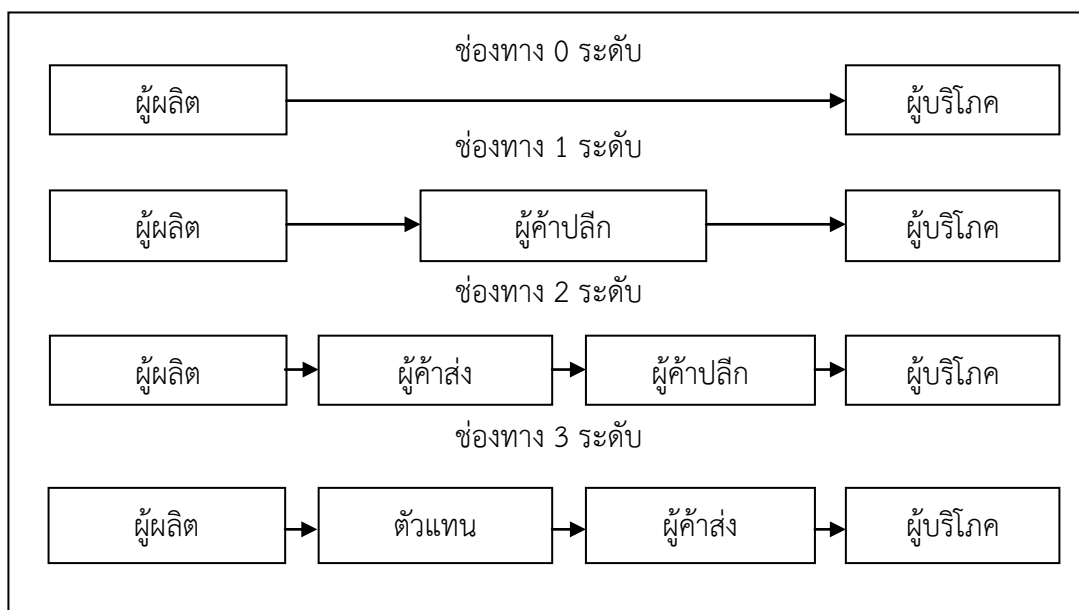 ช่องทาง 0 ระดับ
ผู้ผลิต ผู้บริโภค
ช่องทาง 1 ระดับ
ผู้ผลิต ผู้ค้าปลีก ผู้บริโภค
ช่องทาง 2 ระดับ
ผู้ผลิต ผู้ค้าส่ง ผู้ค้าปลีก ผู้บริโภค
ช่องทาง 3 ระดับ
ผู้ผลิต ตัวแทน ผู้ค้าส่ง ผู้บริโภค